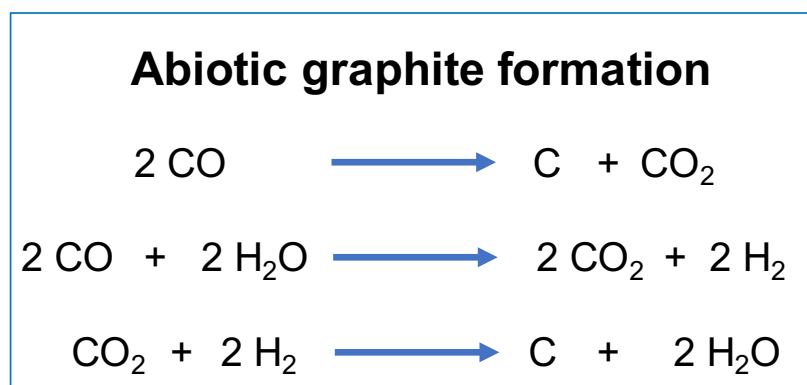 Abiotic graphite formation
2 CO → C + CO₂
2 CO + 2 H₂O → 2 CO₂ + 2 H₂
CO₂ + 2 H₂ → C + 2 H₂O